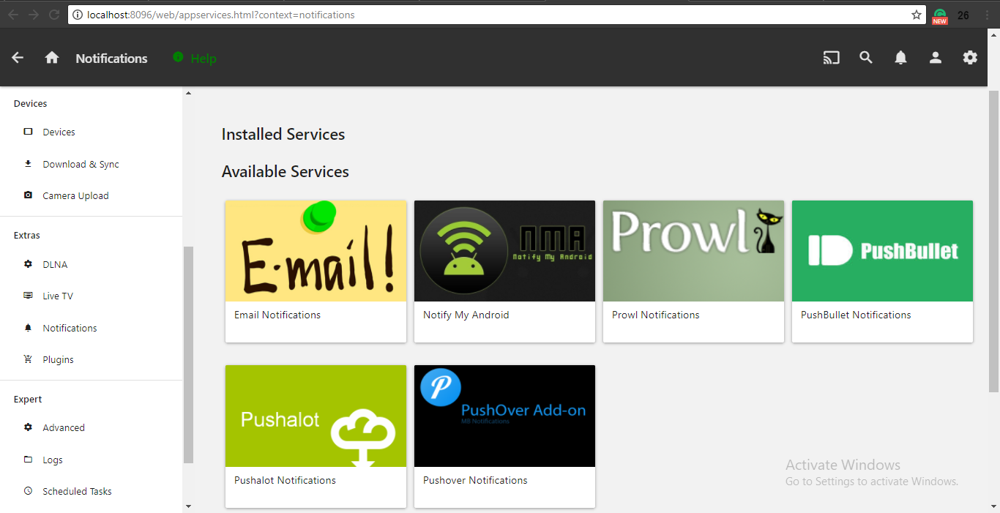 localhost:8096/web/appservices.html?context=notifications
NEW
26
Notifications
Help
Devices
Devices
Download & Sync
Camera Upload
Extras
DLNA
Live TV
Notifications
Plugins
Expert
Advanced
Logs
Scheduled Tasks
Installed Services
Available Services
E-mail!
Email Notifications
NMA
Notify My Android
Notify My Android
Prowl
Prowl Notifications
PushBullet
PushBullet Notifications
Pushalot
Pushalot Notifications
P
PushOver Add-on
MB Notifications
Pushover Notifications
Activate Windows
Go to Settings to activate Windows.